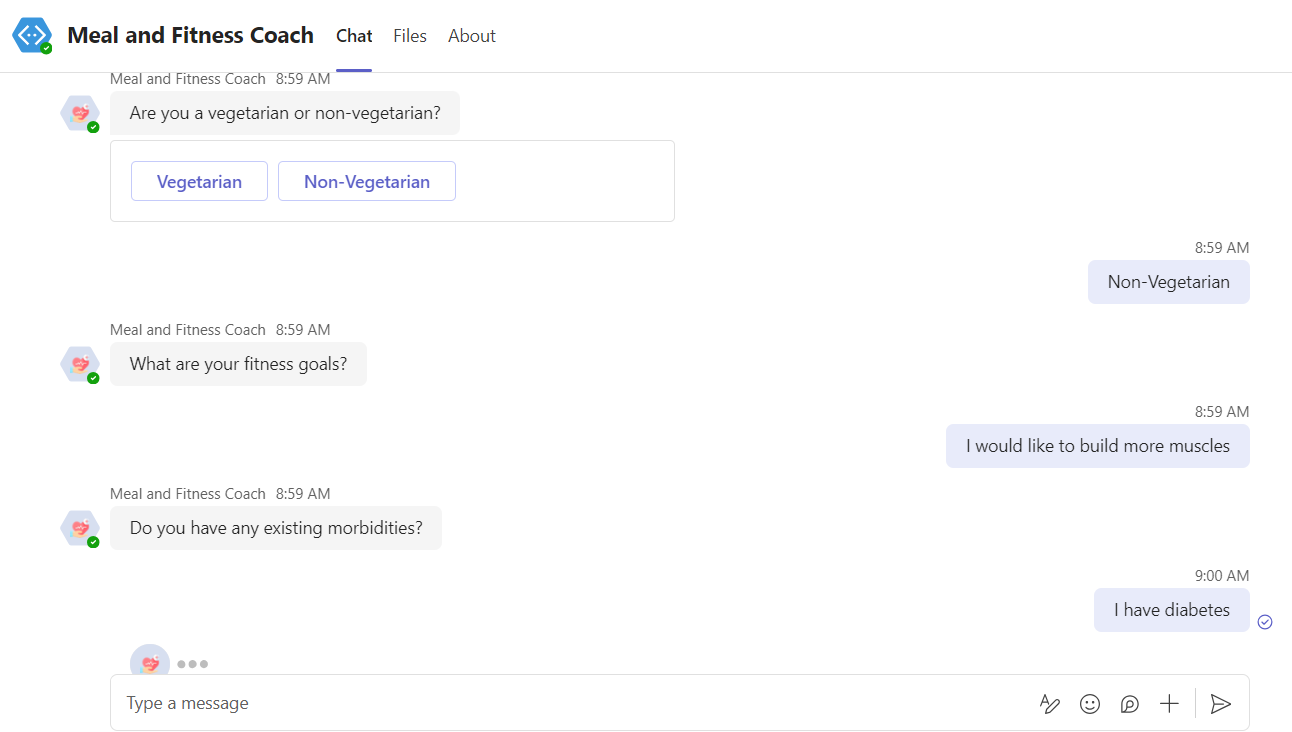 Meal and Fitness Coach Chat Files About
Meal and Fitness Coach 8:59 AM
Are you a vegetarian or non-vegetarian?
Vegetarian Non-Vegetarian
8:59 AM
Non-Vegetarian
Meal and Fitness Coach 8:59 AM
What are your fitness goals?
8:59 AM
I would like to build more muscles
Meal and Fitness Coach 8:59 AM
Do you have any existing morbidities?
9:00 AM
I have diabetes
Type a message